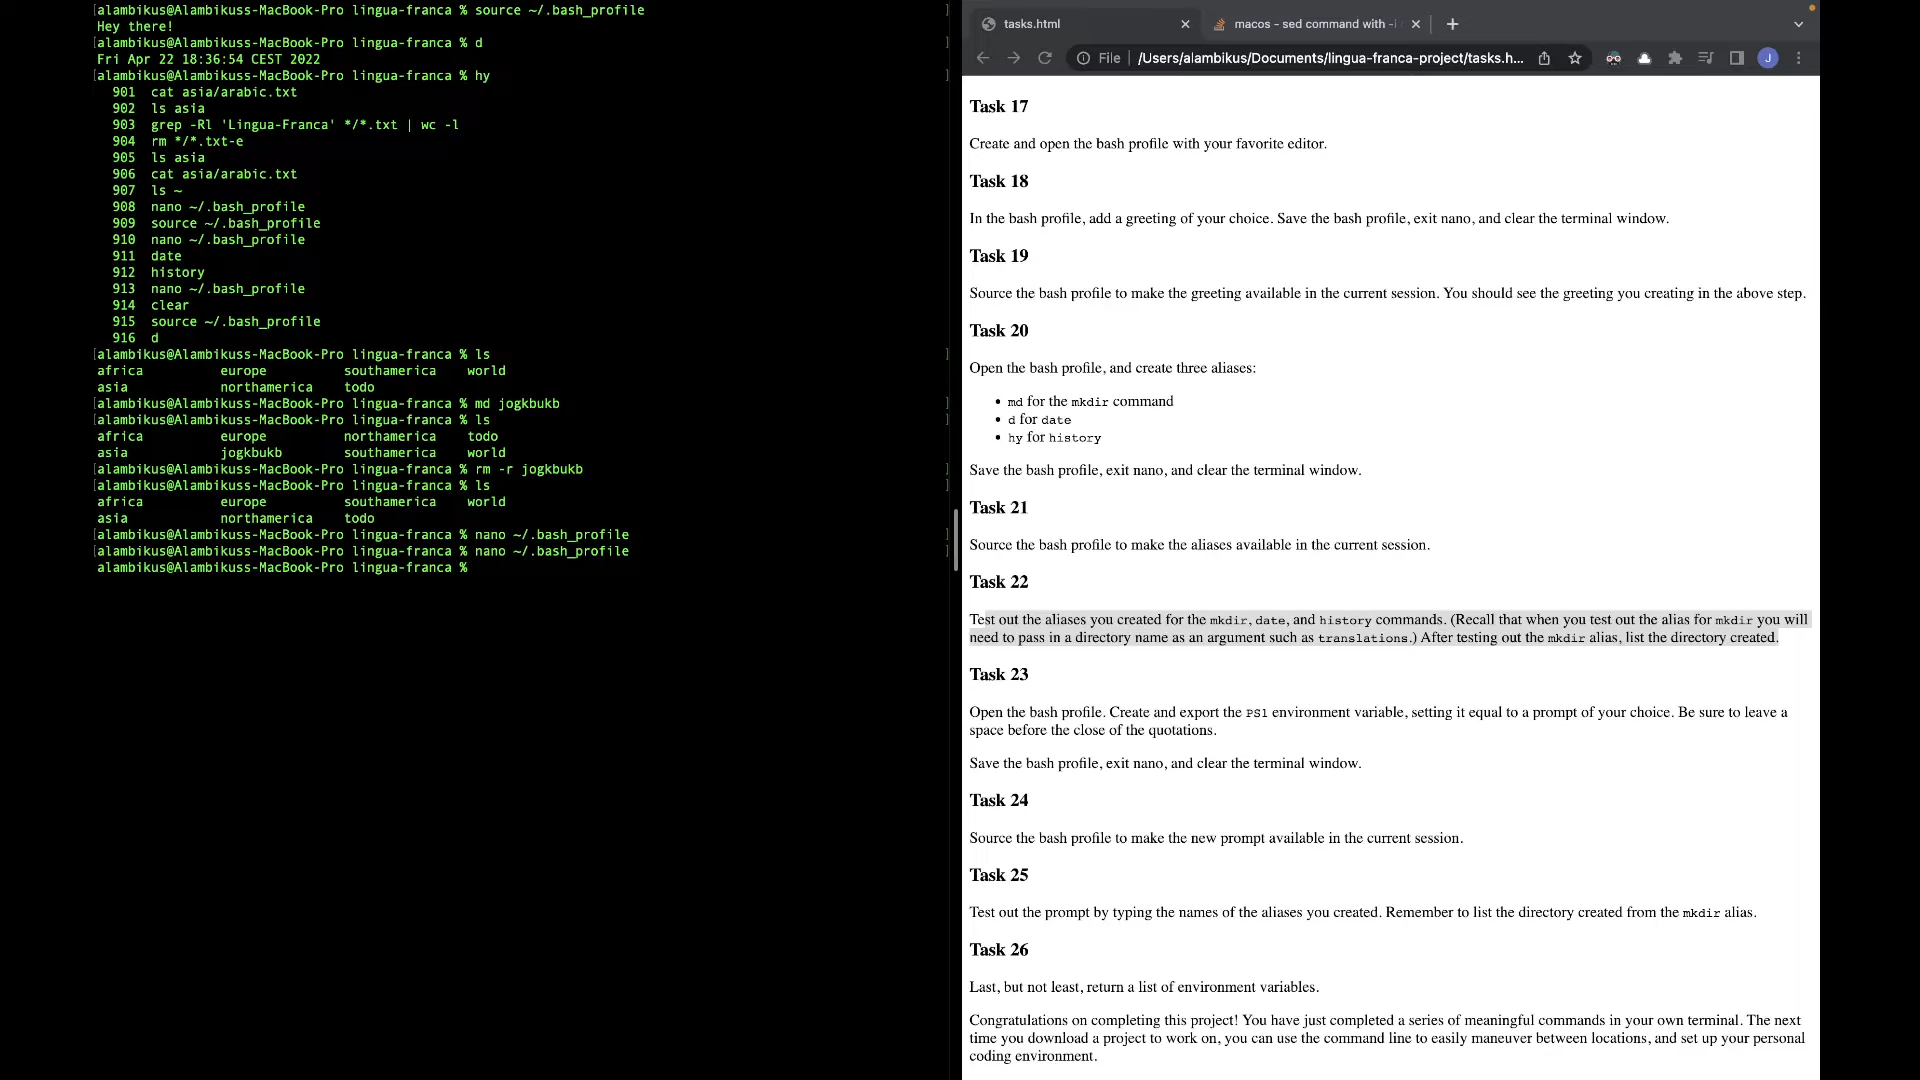 alambikus@Alambikuss-MacBook-Pro lingua-franca % source ~/.bash_profile
Hey there!
[alambikus@Alambikuss-MacBook-Pro lingua-franca % d ]
Fri Apr 22 18:36:54 CEST 2022
[alambikus@Alambikuss-MacBook-Pro lingua-franca % hy ]
901 cat asia/arabic.txt
902 ls asia
903 grep -Rl 'Lingua-Franca' */*.txt | wc -l
904 rm */*.txt-e
905 ls asia
906 cat asia/arabic.txt
907 ls ~
908 nano ~/.bash_profile
909 source ~/.bash_profile
910 nano ~/.bash_profile
911 date
912 history
913 nano ~/.bash_profile
914 clear
915 source ~/.bash_profile
916 d
[alambikus@Alambikuss-MacBook-Pro lingua-franca % ls ]
africa europe southamerica world
asia northamerica todo
[alambikus@Alambikuss-MacBook-Pro lingua-franca % md jogkbukb ]
[alambikus@Alambikuss-MacBook-Pro lingua-franca % ls ]
africa europe northamerica todo
asia jogkbukb southamerica world
[alambikus@Alambikuss-MacBook-Pro lingua-franca % rm -r jogkbukb ]
[alambikus@Alambikuss-MacBook-Pro lingua-franca % ls ]
africa europe southamerica world
asia northamerica todo
[alambikus@Alambikuss-MacBook-Pro lingua-franca % nano ~/.bash_profile ]
[alambikus@Alambikuss-MacBook-Pro lingua-franca % nano ~/.bash_profile ]
alambikus@Alambikuss-MacBook-Pro lingua-franca %
tasks.html
macos - sed command with -i
File | /Users/alambikus/Documents/lingua-franca-project/tasks.h...
J
Task 17
Create and open the bash profile with your favorite editor.
Task 18
In the bash profile, add a greeting of your choice. Save the bash profile, exit nano, and clear the terminal window.
Task 19
Source the bash profile to make the greeting available in the current session. You should see the greeting you creating in the above step.
Task 20
Open the bash profile, and create three aliases:
• md for the mkdir command
• d for date
• hy for history
Save the bash profile, exit nano, and clear the terminal window.
Task 21
Source the bash profile to make the aliases available in the current session.
Task 22
Test out the aliases you created for the mkdir, date, and history commands. (Recall that when you test out the alias for mkdir you will
need to pass in a directory name as an argument such as translations.) After testing out the mkdir alias, list the directory created.
Task 23
Open the bash profile. Create and export the PS1 environment variable, setting it equal to a prompt of your choice. Be sure to leave a
space before the close of the quotations.
Save the bash profile, exit nano, and clear the terminal window.
Task 24
Source the bash profile to make the new prompt available in the current session.
Task 25
Test out the prompt by typing the names of the aliases you created. Remember to list the directory created from the mkdir alias.
Task 26
Last, but not least, return a list of environment variables.
Congratulations on completing this project! You have just completed a series of meaningful commands in your own terminal. The next
time you download a project to work on, you can use the command line to easily maneuver between locations, and set up your personal
coding environment.